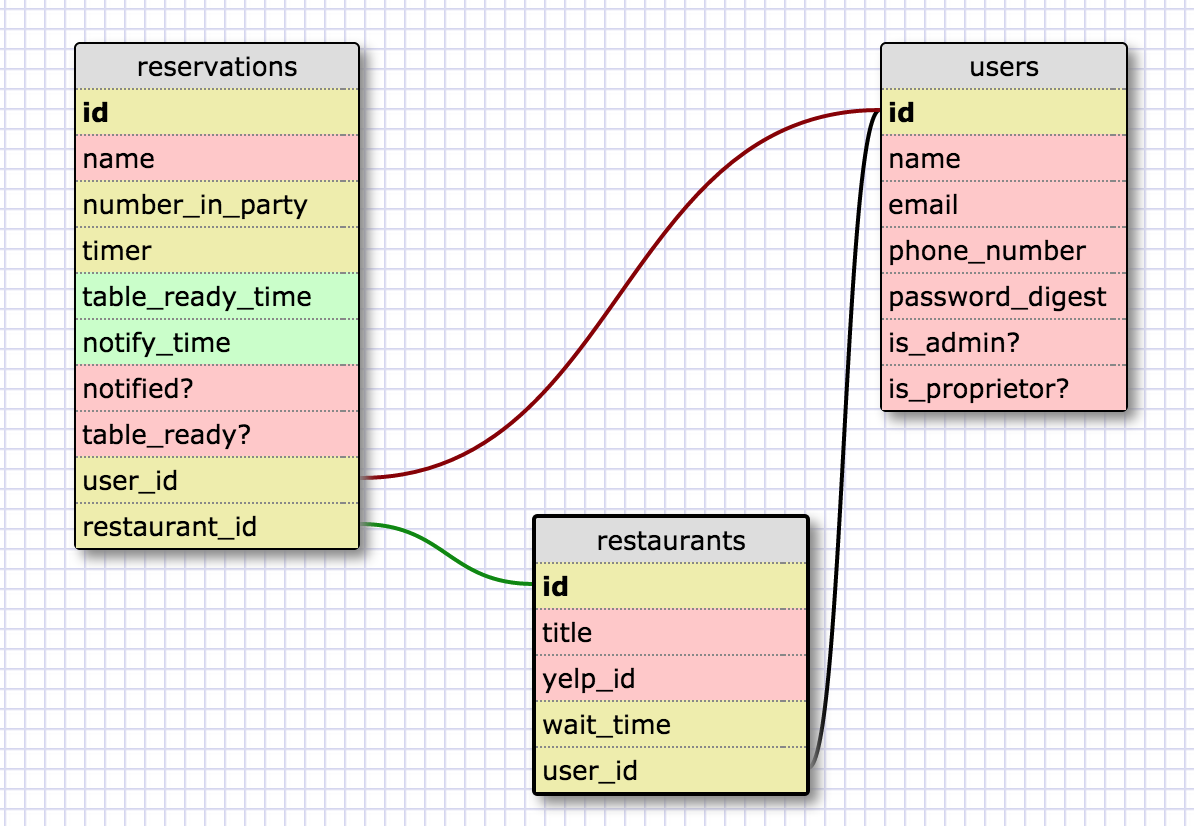 reservations
id
name
number_in_party
timer
table_ready_time
notify_time
notified?
table_ready?
user_id
restaurant_id
users
id
name
email
phone_number
password_digest
is_admin?
is_proprietor?
restaurants
id
title
yelp_id
wait_time
user_id